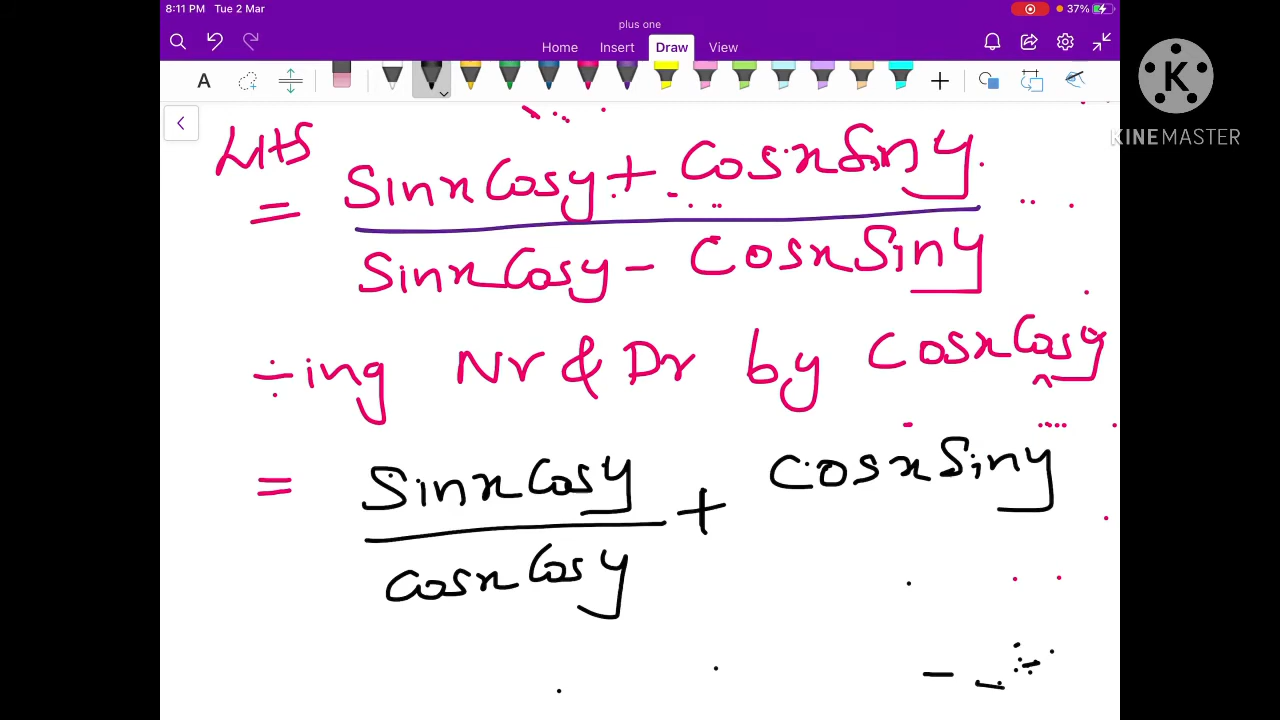 8:11 PM Tue 2 Mar
37%
plus one
Home Insert Draw View
A
K
KINEMASTER
LHS
= Sinx Cosy + Cosx Siny
Sinx Cosy - Cosx Siny
÷ing Nr & Dr by Cosx Cosy
= Sinx Cosy + Cosx Siny
Cosx Cosy